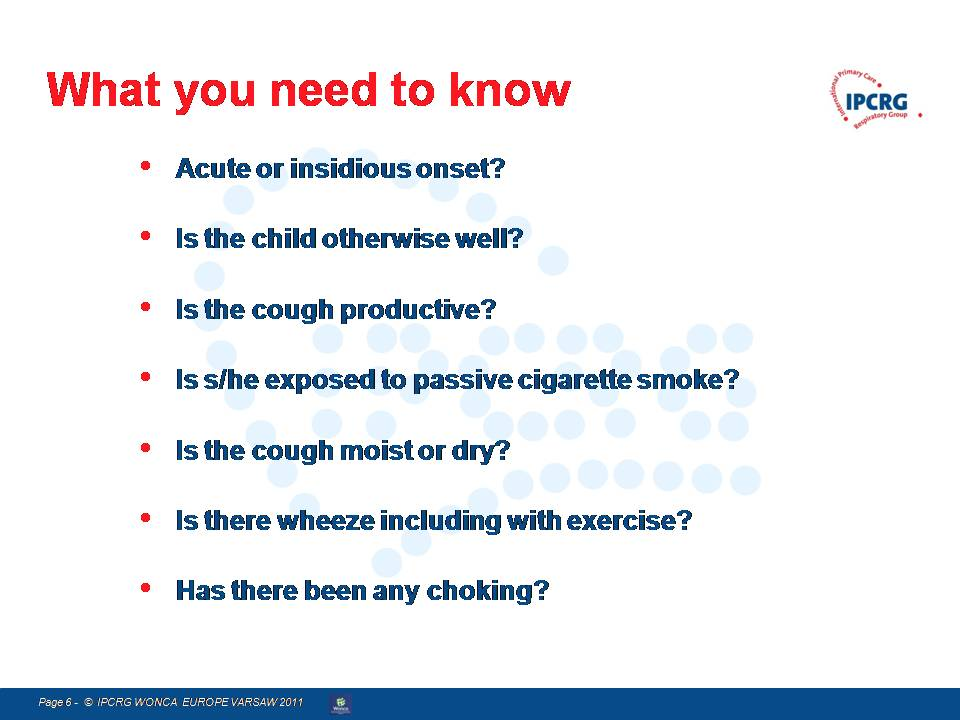 What you need to know
International Primary Care
IPCRG
Respiratory Group
• Acute or insidious onset?
• Is the child otherwise well?
• Is the cough productive?
• Is s/he exposed to passive cigarette smoke?
• Is the cough moist or dry?
• Is there wheeze including with exercise?
• Has there been any choking?
Page 6 - © IPCRG WONCA EUROPE VARSAW 2011
Wonca